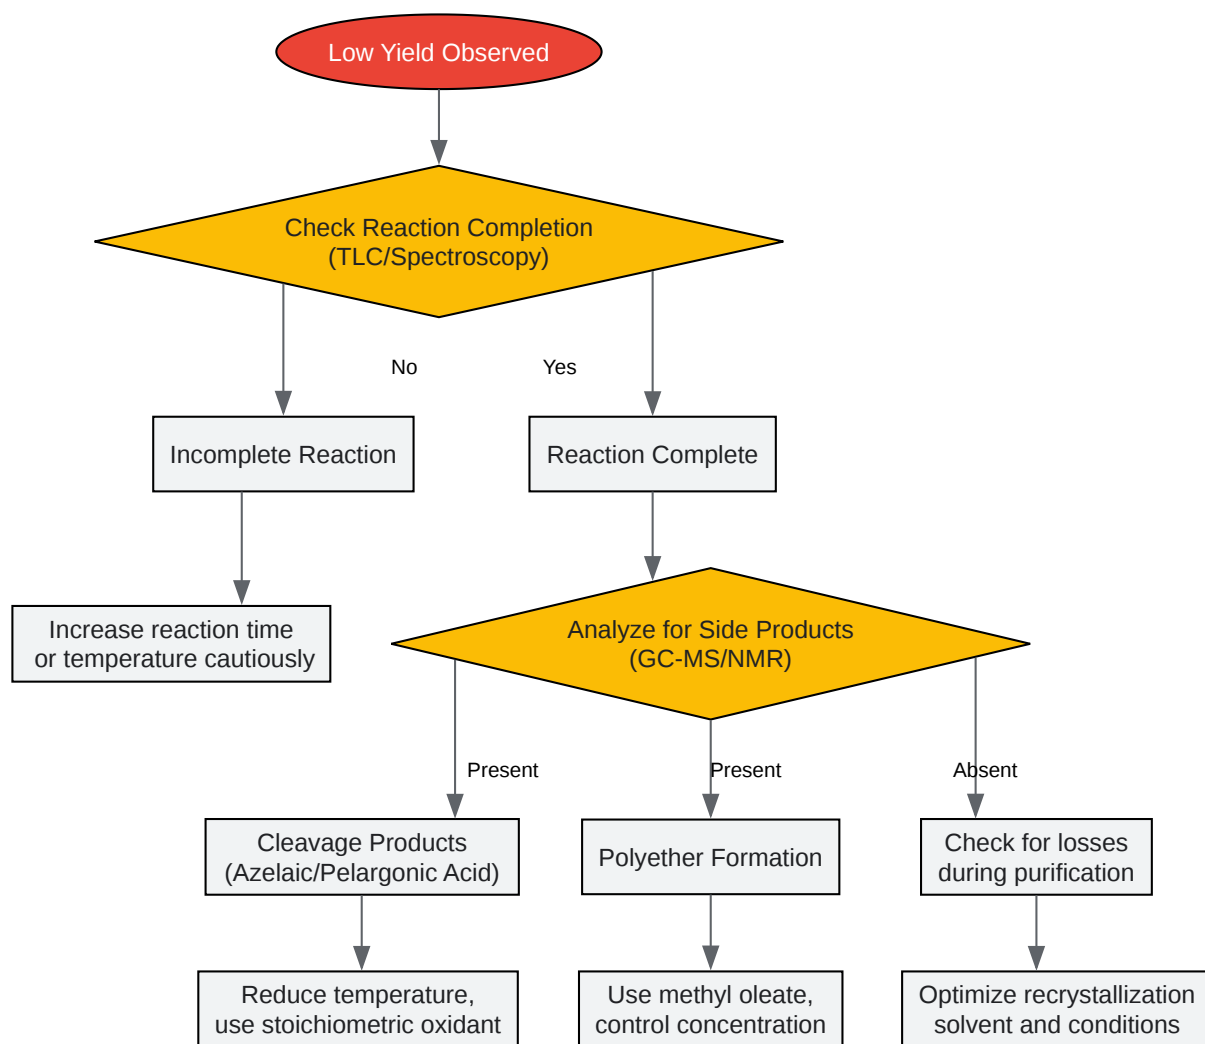 Low Yield Observed
Check Reaction Completion
(TLC/Spectroscopy)
No
Yes
Incomplete Reaction
Reaction Complete
Increase reaction time
or temperature cautiously
Analyze for Side Products
(GC-MS/NMR)
Present
Present
Absent
Cleavage Products
(Azelaic/Pelargonic Acid)
Polyether Formation
Check for losses
during purification
Reduce temperature,
use stoichiometric oxidant
Use methyl oleate,
control concentration
Optimize recrystallization
solvent and conditions